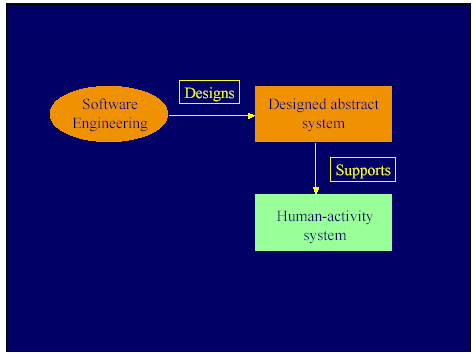 Designs
Software
Engineering
Designed abstract
system
Supports
Human-activity
system